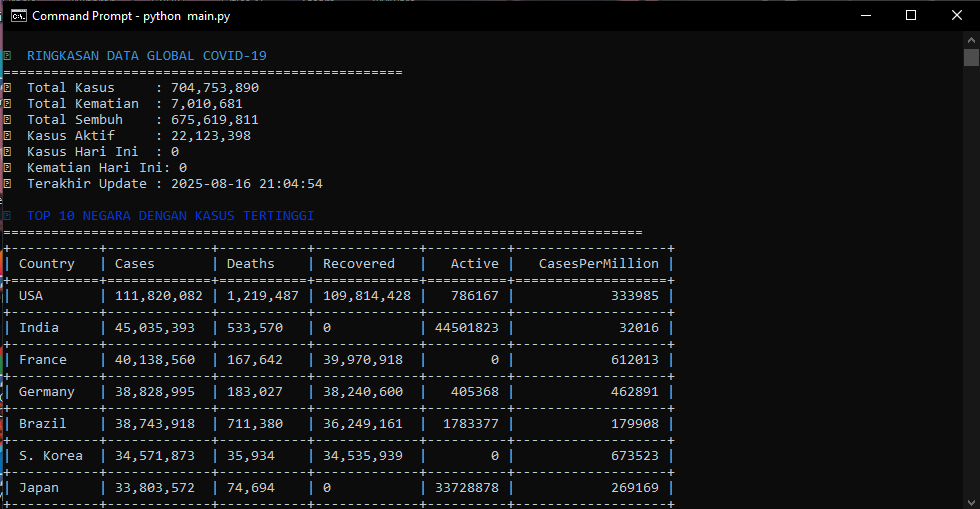 Command Prompt - python  main.py
RINGKASAN DATA GLOBAL COVID-19
==================================================
Total Kasus     : 704,753,890
Total Kematian  : 7,010,681
Total Sembuh    : 675,619,811
Kasus Aktif     : 22,123,398
Kasus Hari Ini  : 0
Kematian Hari Ini: 0
Terakhir Update : 2025-08-16 21:04:54
TOP 10 NEGARA DENGAN KASUS TERTINGGI
================================================================================
+-----------+-------------+-----------+-------------+----------+-------------------+
| Country   | Cases       | Deaths    | Recovered   |   Active |   CasesPerMillion |
+===========+=============+===========+=============+==========+===================+
| USA       | 111,820,082 | 1,219,487 | 109,814,428 |   786167 |            333985 |
+-----------+-------------+-----------+-------------+----------+-------------------+
| India     | 45,035,393  | 533,570   | 0           | 44501823 |             32016 |
+-----------+-------------+-----------+-------------+----------+-------------------+
| France    | 40,138,560  | 167,642   | 39,970,918  |        0 |            612013 |
+-----------+-------------+-----------+-------------+----------+-------------------+
| Germany   | 38,828,995  | 183,027   | 38,240,600  |   405368 |            462891 |
+-----------+-------------+-----------+-------------+----------+-------------------+
| Brazil    | 38,743,918  | 711,380   | 36,249,161  |  1783377 |            179908 |
+-----------+-------------+-----------+-------------+----------+-------------------+
| S. Korea  | 34,571,873  | 35,934    | 34,535,939  |        0 |            673523 |
+-----------+-------------+-----------+-------------+----------+-------------------+
| Japan     | 33,803,572  | 74,694    | 0           | 33728878 |            269169 |
+-----------+-------------+-----------+-------------+----------+-------------------+